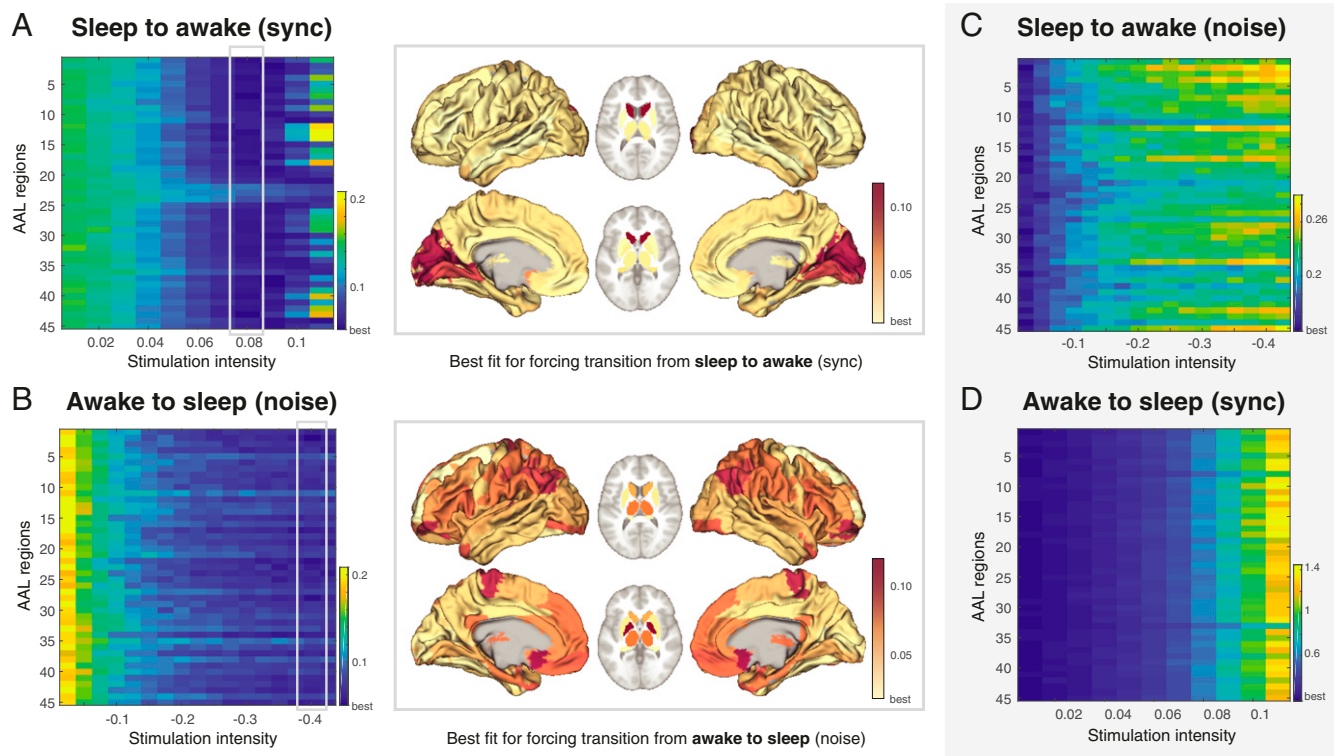 A Sleep to awake (sync)
AAL regions
5
10
15
20
25
30
35
40
45
0.02 0.04 0.06 0.08 0.1
Stimulation intensity
0.2
0.1
best
0.10
0.05
best
Best fit for forcing transition from sleep to awake (sync)
C Sleep to awake (noise)
AAL regions
5
10
15
20
25
30
35
40
45
-0.1 -0.2 -0.3 -0.4
Stimulation intensity
0.26
0.2
best
B Awake to sleep (noise)
AAL regions
5
10
15
20
25
30
35
40
45
-0.1 -0.2 -0.3 -0.4
Stimulation intensity
0.2
0.1
best
0.10
0.05
best
Best fit for forcing transition from awake to sleep (noise)
D Awake to sleep (sync)
AAL regions
5
10
15
20
25
30
35
40
45
0.02 0.04 0.06 0.08 0.1
Stimulation intensity
1.4
1
0.6
best